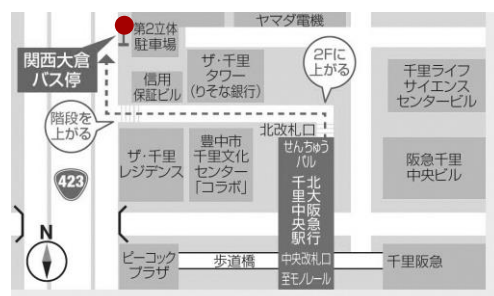 ヤマダ電機
第2立体
駐車場
関西大倉
バス停
ザ・千里
タワー
(りそな銀行)
2Fに
上がる
千里ライフ
サイエンス
センタービル
信用
保証ビル
階段を
上がる
北改札口
せんちゅう
パル
ザ・千里
レジデンス
豊中市
千里文化
センター
「コラボ」
北大阪急行
千里中央駅
阪急千里
中央ビル
423
N
ピーコック
プラザ
歩道橋
中央改札口
至モノレール
千里阪急